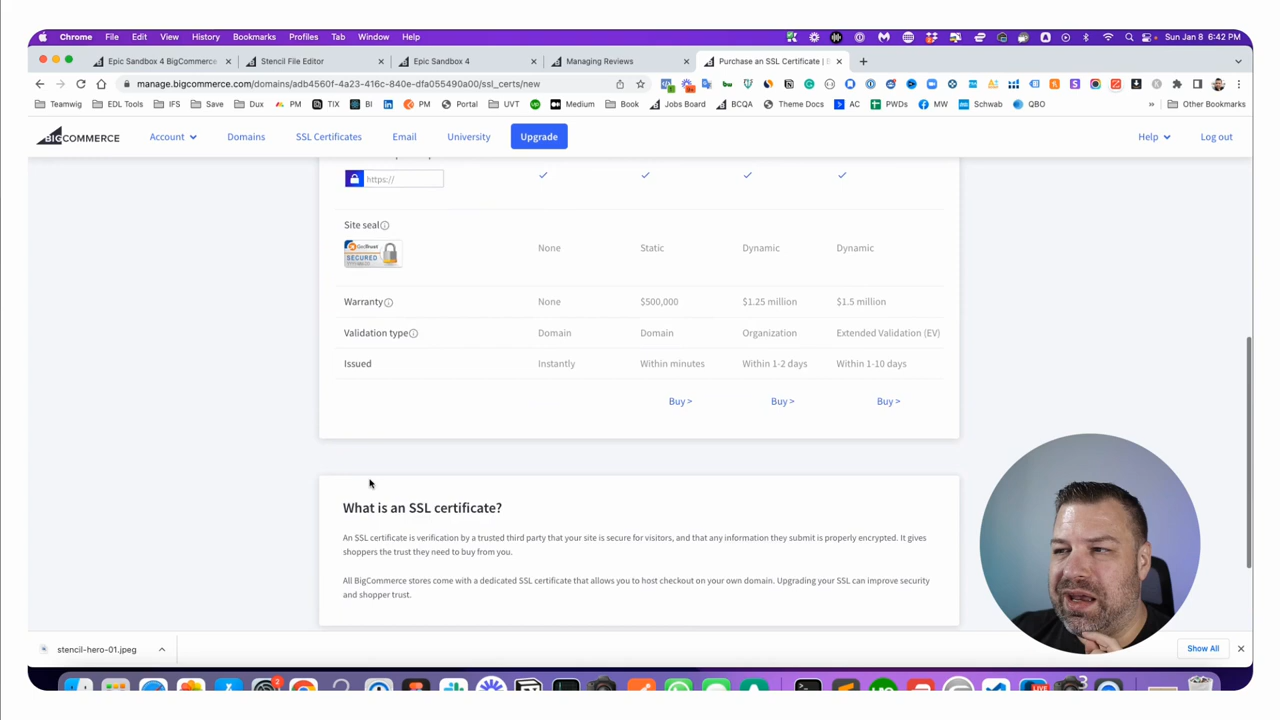 Chrome File Edit View History Bookmarks Profiles Tab Window Help
Sun Jan 8 6:42 PM
Epic Sandbox 4 BigCommerce
Stencil File Editor
Epic Sandbox 4
Managing Reviews
Purchase an SSL Certificate | B
manage.bigcommerce.com/domains/adb4560f-4a23-416c-840e-dfa055490a00/ssl_certs/new
Teamwig EDL Tools IFS Save Dux PM TIX BI PM Portal UVT Medium Book Jobs Board BCQA Theme Docs AC PWDs MW Schwab QBO » Other Bookmarks
BIGCOMMERCE Account Domains SSL Certificates Email University Upgrade Help Log out
https://
Site seal
SECURED
None Static Dynamic Dynamic
Warranty None $500,000 $1.25 million $1.5 million
Validation type Domain Domain Organization Extended Validation (EV)
Issued Instantly Within minutes Within 1-2 days Within 1-10 days
Buy > Buy > Buy >
What is an SSL certificate?
An SSL certificate is verification by a trusted third party that your site is secure for visitors, and that any information they submit is properly encrypted. It gives
shoppers the trust they need to buy from you.
All BigCommerce stores come with a dedicated SSL certificate that allows you to host checkout on your own domain. Upgrading your SSL can improve security
and shopper trust.
stencil-hero-01.jpeg
Show All
2
LIVE
3